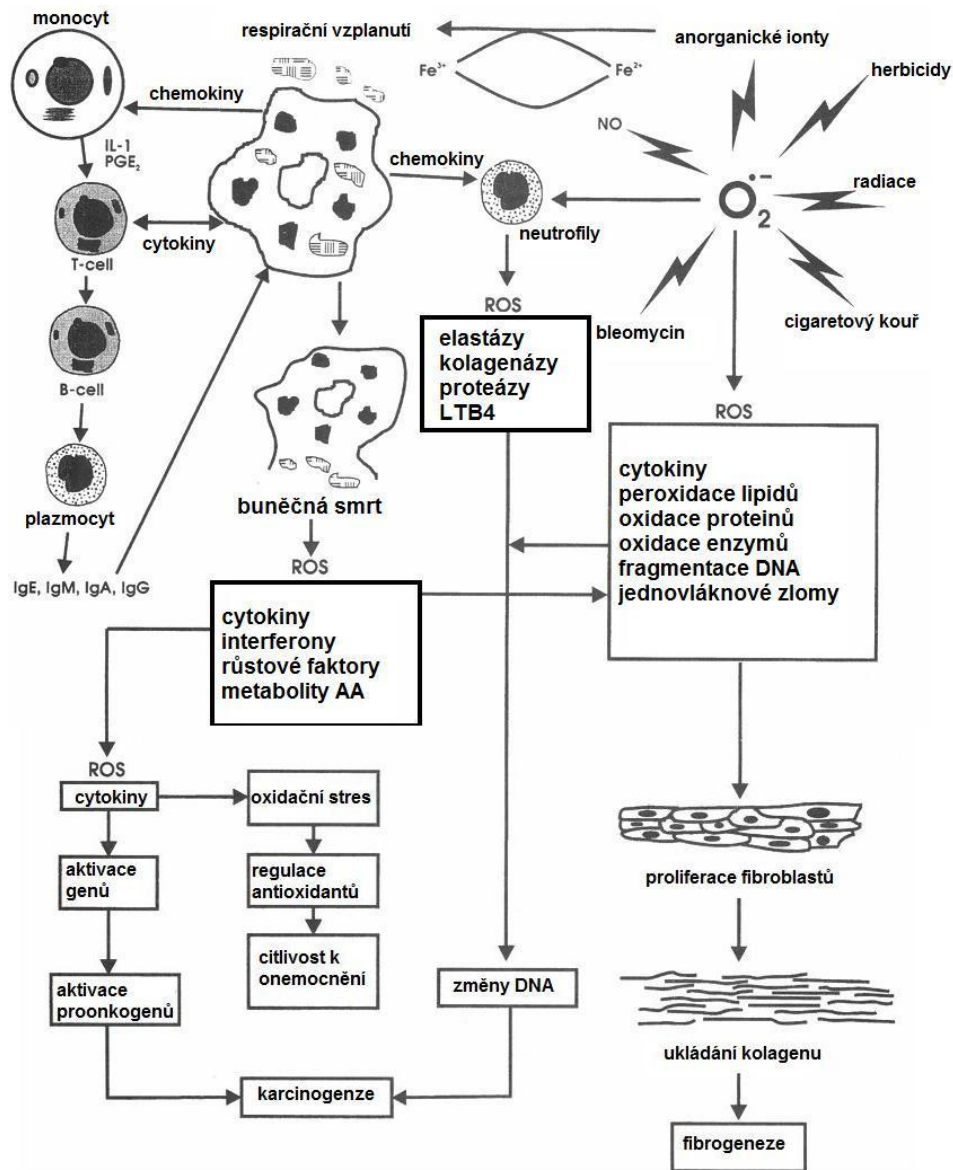 monocyt
respirační vzplanutí
anorganické ionty
Fe³⁺
Fe²⁺
herbicidy
chemokiny
NO
IL-1
PGE₂
chemokiny
radiace
O₂•–
cytokiny
neutrofily
T-cell
ROS
bleomycin
cigaretový kouř
elastázy
kolagenázy
proteázy
LTB4
B-cell
ROS
cytokiny
peroxidace lipidů
oxidace proteinů
oxidace enzymů
fragmentace DNA
jednovláknové zlomy
buněčná smrt
plazmocyt
ROS
IgE, IgM, IgA, IgG
cytokiny
interferony
růstové faktory
metabolity AA
ROS
cytokiny
oxidační stres
aktivace
genů
regulace
antioxidantů
proliferace fibroblastů
citlivost k
onemocnění
aktivace
proonkogenů
změny DNA
ukládání kolagenu
karcinogenze
fibrogeneze